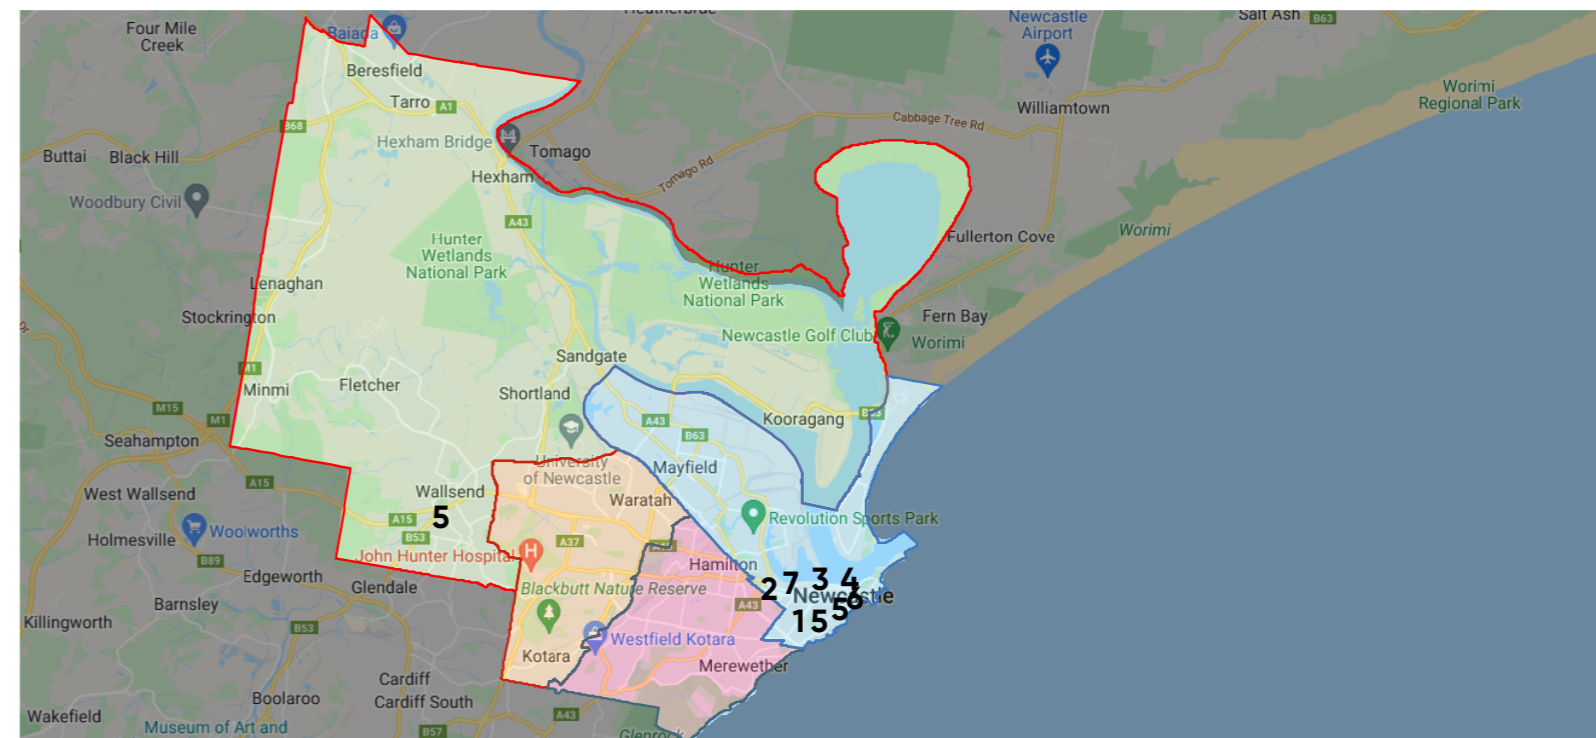 Heatherbrae
Newcastle
Airport
Salt Ash
B63
Four Mile
Creek
Baiada
Beresfield
Worimi
Regional Park
Tarro
A1
Williamtown
Cabbage Tree Rd
B68
Hexham Bridge
Tomago
Buttai
Black Hill
Tomago Rd
Hexham
Woodbury Civil
A43
Worimi
Fullerton Cove
Hunter
Wetlands
National Park
Hunter
Wetlands
National Park
Lenaghan
Stockrington
Fern Bay
Newcastle Golf Club
Worimi
Sandgate
M1
Minmi
Fletcher
Shortland
M15
M1
A43
Kooragang
B63
B63
Seahampton
University
of Newcastle
Mayfield
A15
West Wallsend
Wallsend
Waratah
A15
5
Revolution Sports Park
Woolworths
B53
Holmesville
A37
John Hunter Hospital
B89
Hamilton
Edgeworth
Glendale
Blackbutt Nature Reserve
2
7
3
4
Newcastle
6
Barnsley
A43
5
1
5
Killingworth
B53
Westfield Kotara
Kotara
Merewether
Cardiff
Boolaroo
Cardiff South
Wakefield
A43
Museum of Art and
B57
Glenrock